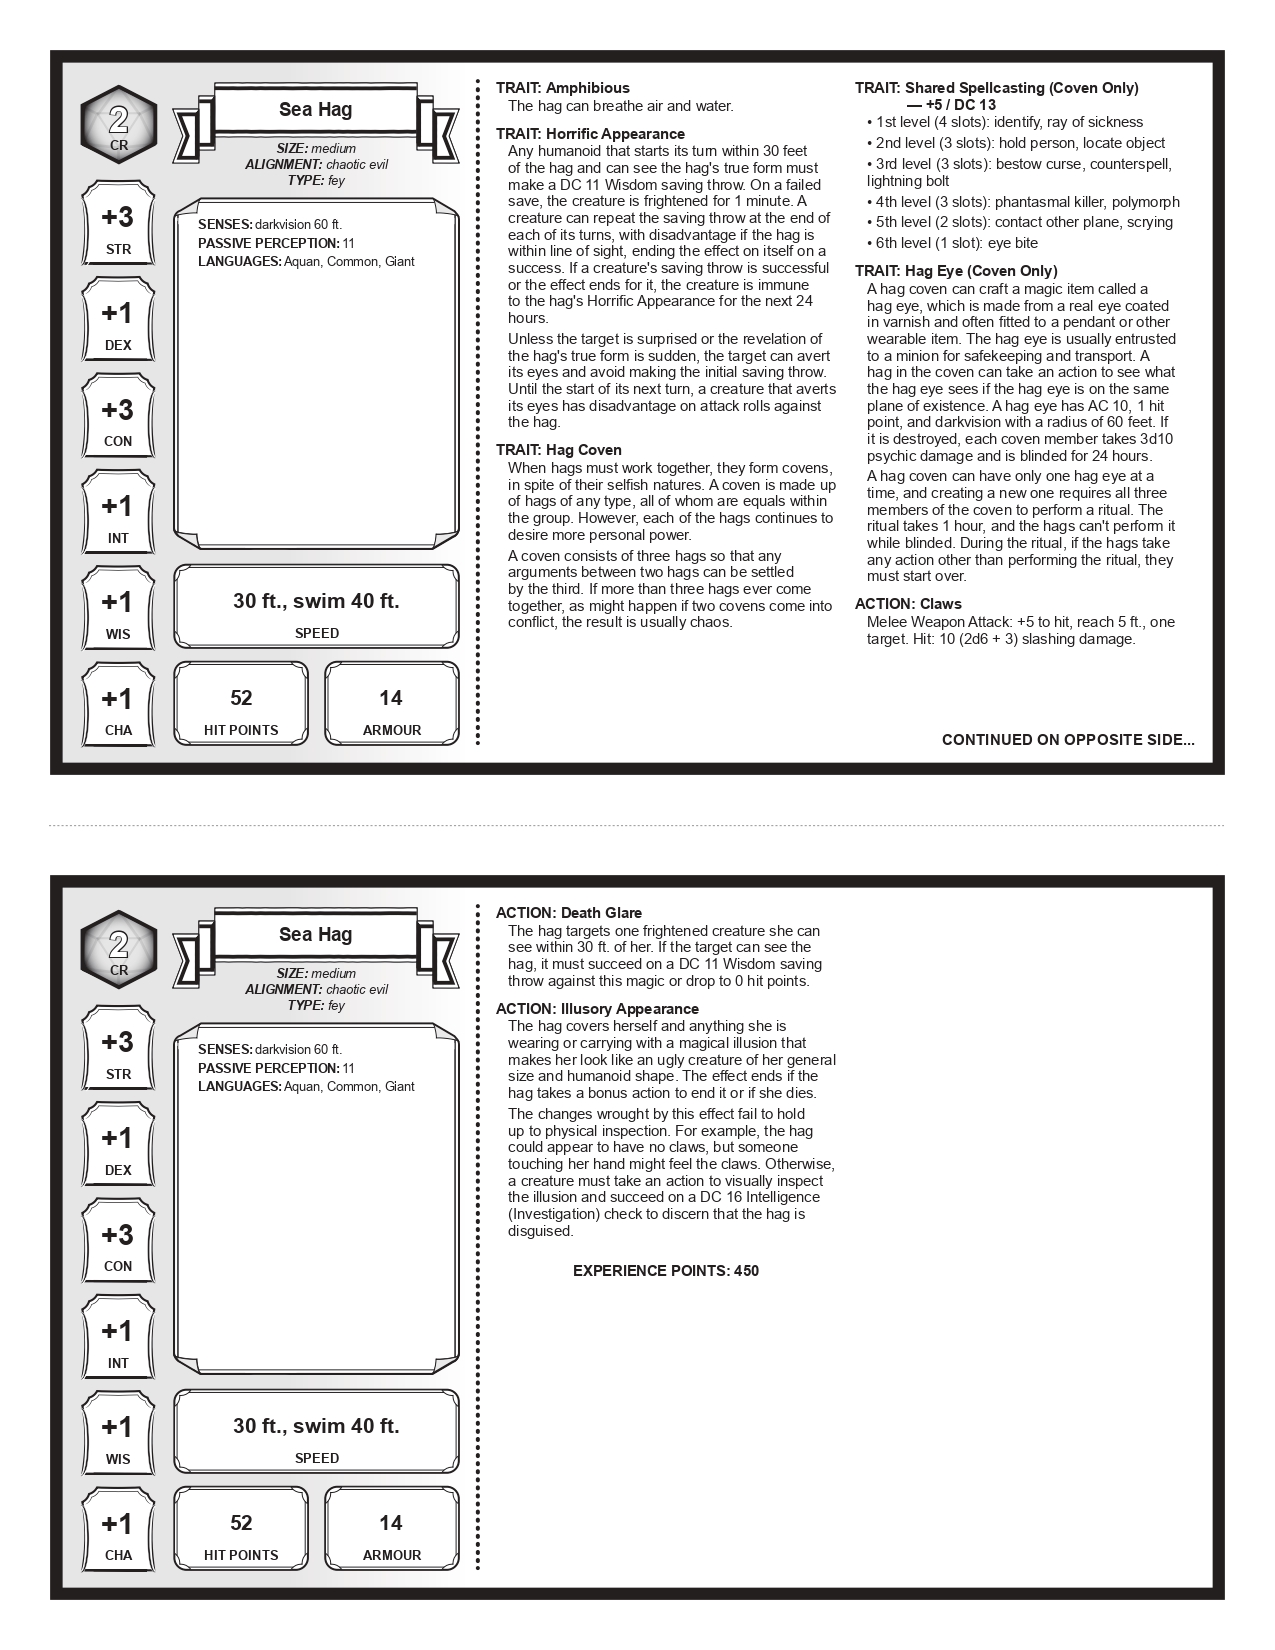 2
CR
Sea Hag
SIZE: medium
ALIGNMENT: chaotic evil
TYPE: fey
+3
STR
+1
DEX
+3
CON
+1
INT
+1
WIS
+1
CHA
SENSES: darkvision 60 ft.
PASSIVE PERCEPTION: 11
LANGUAGES: Aquan, Common, Giant
30 ft., swim 40 ft.
SPEED
52
HIT POINTS
14
ARMOUR
TRAIT: Amphibious
The hag can breathe air and water.
TRAIT: Horrific Appearance
Any humanoid that starts its turn within 30 feet
of the hag and can see the hag's true form must
make a DC 11 Wisdom saving throw. On a failed
save, the creature is frightened for 1 minute. A
creature can repeat the saving throw at the end of
each of its turns, with disadvantage if the hag is
within line of sight, ending the effect on itself on a
success. If a creature's saving throw is successful
or the effect ends for it, the creature is immune
to the hag's Horrific Appearance for the next 24
hours.
Unless the target is surprised or the revelation of
the hag's true form is sudden, the target can avert
its eyes and avoid making the initial saving throw.
Until the start of its next turn, a creature that averts
its eyes has disadvantage on attack rolls against
the hag.
TRAIT: Hag Coven
When hags must work together, they form covens,
in spite of their selfish natures. A coven is made up
of hags of any type, all of whom are equals within
the group. However, each of the hags continues to
desire more personal power.
A coven consists of three hags so that any
arguments between two hags can be settled
by the third. If more than three hags ever come
together, as might happen if two covens come into
conflict, the result is usually chaos.
TRAIT: Shared Spellcasting (Coven Only)
— +5 / DC 13
• 1st level (4 slots): identify, ray of sickness
• 2nd level (3 slots): hold person, locate object
• 3rd level (3 slots): bestow curse, counterspell,
lightning bolt
• 4th level (3 slots): phantasmal killer, polymorph
• 5th level (2 slots): contact other plane, scrying
• 6th level (1 slot): eye bite
TRAIT: Hag Eye (Coven Only)
A hag coven can craft a magic item called a
hag eye, which is made from a real eye coated
in varnish and often fitted to a pendant or other
wearable item. The hag eye is usually entrusted
to a minion for safekeeping and transport. A
hag in the coven can take an action to see what
the hag eye sees if the hag eye is on the same
plane of existence. A hag eye has AC 10, 1 hit
point, and darkvision with a radius of 60 feet. If
it is destroyed, each coven member takes 3d10
psychic damage and is blinded for 24 hours.
A hag coven can have only one hag eye at a
time, and creating a new one requires all three
members of the coven to perform a ritual. The
ritual takes 1 hour, and the hags can't perform it
while blinded. During the ritual, if the hags take
any action other than performing the ritual, they
must start over.
ACTION: Claws
Melee Weapon Attack: +5 to hit, reach 5 ft., one
target. Hit: 10 (2d6 + 3) slashing damage.
CONTINUED ON OPPOSITE SIDE...
2
CR
Sea Hag
SIZE: medium
ALIGNMENT: chaotic evil
TYPE: fey
+3
STR
+1
DEX
+3
CON
+1
INT
+1
WIS
+1
CHA
SENSES: darkvision 60 ft.
PASSIVE PERCEPTION: 11
LANGUAGES: Aquan, Common, Giant
30 ft., swim 40 ft.
SPEED
52
HIT POINTS
14
ARMOUR
ACTION: Death Glare
The hag targets one frightened creature she can
see within 30 ft. of her. If the target can see the
hag, it must succeed on a DC 11 Wisdom saving
throw against this magic or drop to 0 hit points.
ACTION: Illusory Appearance
The hag covers herself and anything she is
wearing or carrying with a magical illusion that
makes her look like an ugly creature of her general
size and humanoid shape. The effect ends if the
hag takes a bonus action to end it or if she dies.
The changes wrought by this effect fail to hold
up to physical inspection. For example, the hag
could appear to have no claws, but someone
touching her hand might feel the claws. Otherwise,
a creature must take an action to visually inspect
the illusion and succeed on a DC 16 Intelligence
(Investigation) check to discern that the hag is
disguised.
EXPERIENCE POINTS: 450